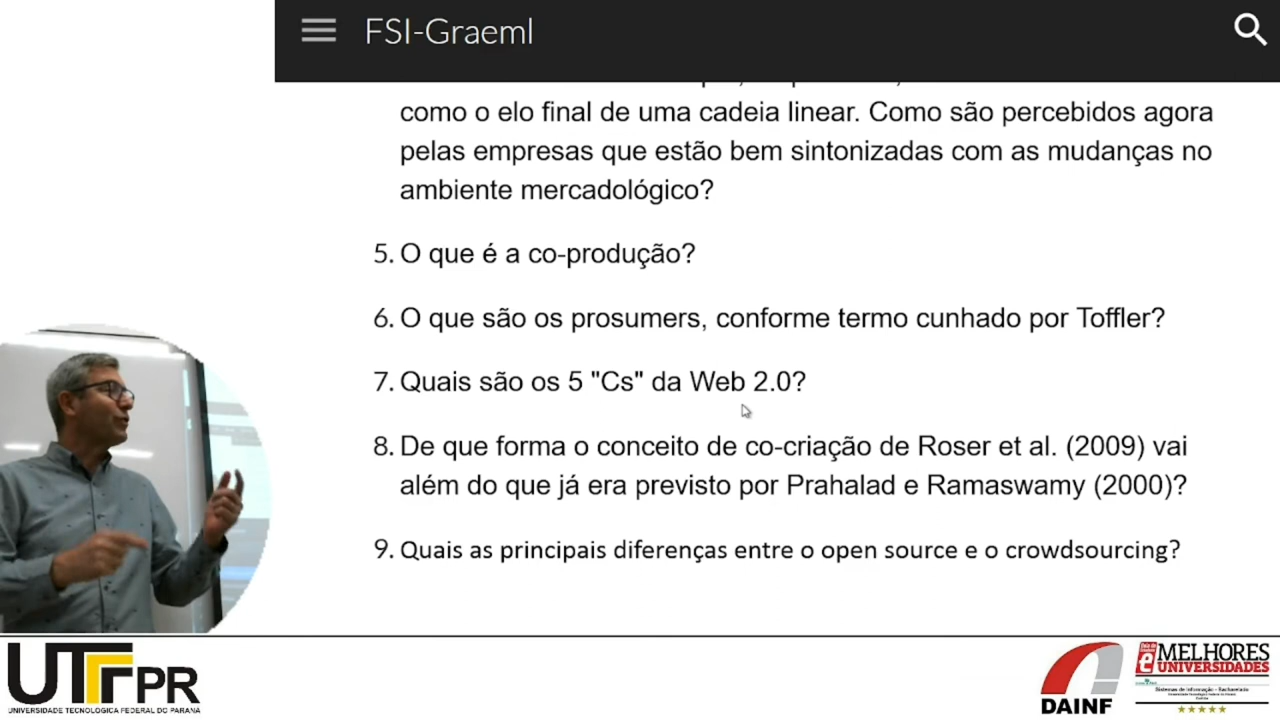 FSI-Graeml
como o elo final de uma cadeia linear. Como são percebidos agora
pelas empresas que estão bem sintonizadas com as mudanças no
ambiente mercadológico?
5. O que é a co-produção?
6. O que são os prosumers, conforme termo cunhado por Toffler?
7. Quais são os 5 "Cs" da Web 2.0?
8. De que forma o conceito de co-criação de Roser et al. (2009) vai
além do que já era previsto por Prahalad e Ramaswamy (2000)?
9. Quais as principais diferenças entre o open source e o crowdsourcing?
UTFPR
UNIVERSIDADE TECNOLÓGICA FEDERAL DO PARANÁ
DAINF
MELHORES
UNIVERSIDADES
Sistemas de Informação - Bacharelado